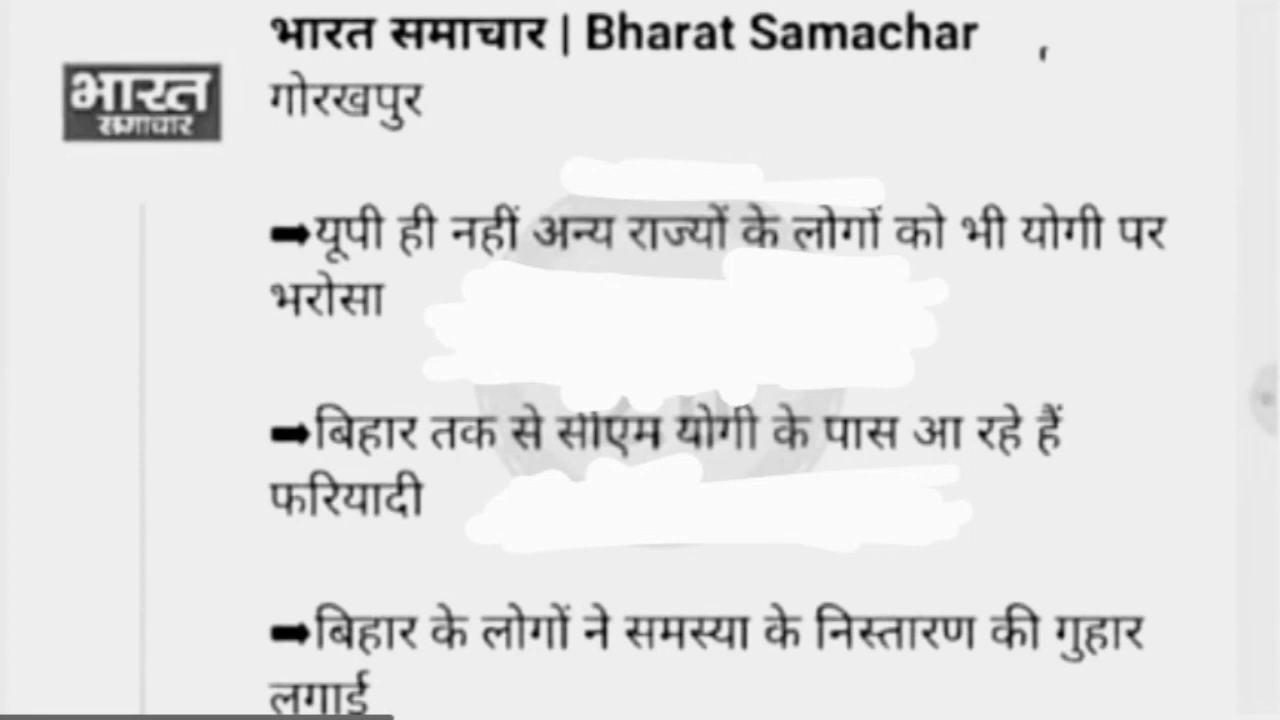 भारत समाचार | Bharat Samachar
भारत
समाचार
गोरखपुर
➡यूपी ही नहीं अन्य राज्यों के लोगों को भी योगी पर
भरोसा
➡बिहार तक से सीएम योगी के पास आ रहे हैं
फरियादी
➡बिहार के लोगों ने समस्या के निस्तारण की गुहार
लगाई